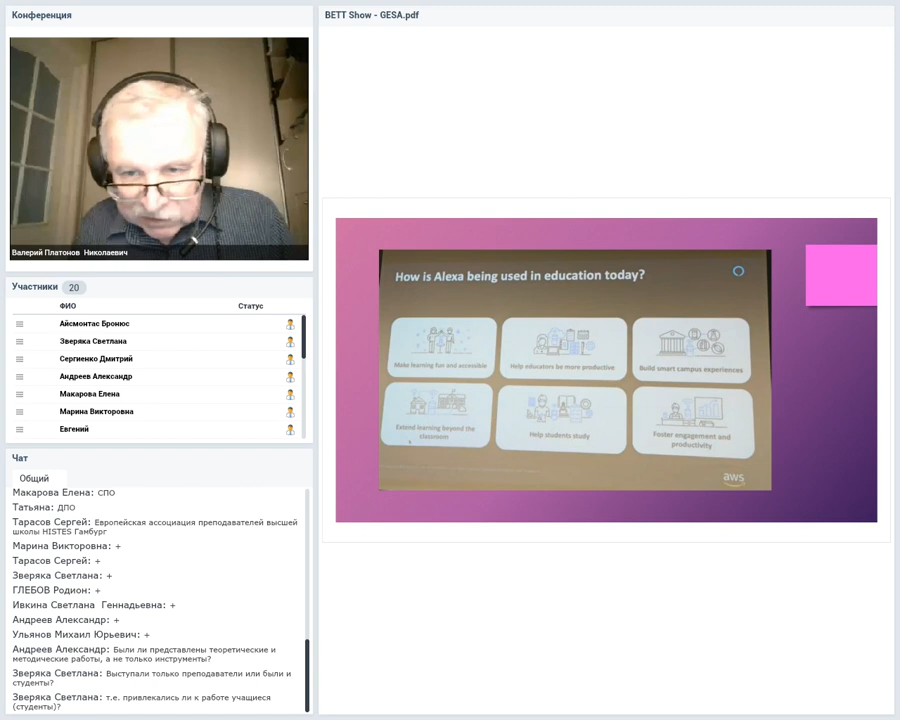 Конференция
Валерий Платонов Николаевич
Участники 20
ФИО Статус
Айсмонтас Бронюс
Зверяка Светлана
Сергиенко Дмитрий
Андреев Александр
Макарова Елена
Марина Викторовна
Евгений
Чат
Общий
Макарова Елена: СПО
Татьяна: ДПО
Тарасов Сергей: Европейская ассоциация преподавателей высшей
школы HISTES Гамбург
Марина Викторовна: +
Тарасов Сергей: +
Зверяка Светлана: +
ГЛЕБОВ Родион: +
Ивкина Светлана Геннадьевна: +
Андреев Александр: +
Ульянов Михаил Юрьевич: +
Андреев Александр: Были ли представлены теоретические и
методические работы, а не только инструменты?
Зверяка Светлана: Выступали только преподаватели или были и
студенты?
Зверяка Светлана: т.е. привлекались ли к работе учащиеся
(студенты)?
BETT Show - GESA.pdf
How is Alexa being used in education today?
Make learning fun and accessible
Help educators be more productive
Build smart campus experiences
Extend learning beyond the
classroom
Help students study
Foster engagement and
productivity
aws